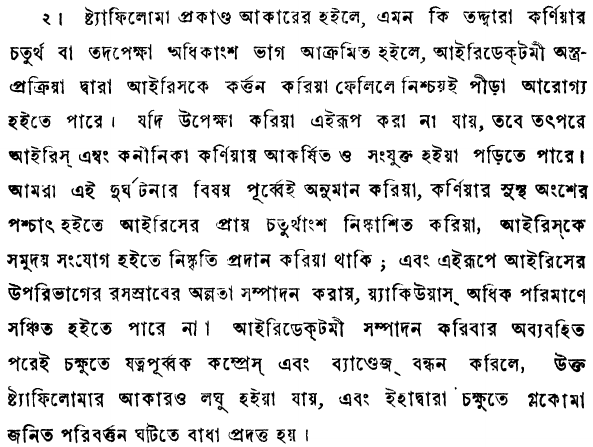 ২। ষ্ট্যাফিলোমা প্রকাণ্ড আকারের হইলে, এমন কি তদ্দ্বারা কর্ণিয়ার
চতুর্থ বা তদপেক্ষা অধিকাংশ ভাগ আক্রমিত হইলে, আইরিডেক্‌টমী অস্ত্র-
প্রক্রিয়া দ্বারা আইরিসকে কর্ত্তন করিয়া ফেলিলে নিশ্চয়ই পীড়া আরোগ্য
হইতে পারে। যদি উপেক্ষা করিয়া এইরূপ করা না যায়, তবে তৎপরে
আইরিস্ এম্বং কনীনিকা কর্ণিয়ায় আকর্ষিত ও সংযুক্ত হইয়া পড়িতে পারে।
আমরা এই দুর্ঘটনার বিষয় পূর্ব্বেই অনুমান করিয়া, কর্ণিয়ার সুস্থ অংশের
পশ্চাৎ হইতে আইরিসের প্রায় চতুর্থাংশ নিষ্কাশিত করিয়া, আইরিস্‌কে
সমুদয় সংযোগ হইতে নিষ্কৃতি প্রদান করিয়া থাকি ; এবং এইরূপে আইরিসের
উপরিভাগের রসস্রাবের অল্পতা সম্পাদন করায়, য়্যাকিউয়াস্ অধিক পরিমাণে
সঞ্চিত হইতে পারে না। আইরিডেক্‌টমী সম্পাদন করিবার অব্যবহিত
পরেই চক্ষুতে যত্নপূর্ব্বক কম্প্রেস্ এবং ব্যাণ্ডেজ্ বন্ধন করিলে, উক্ত
ষ্ট্যাফিলোমার আকারও লঘু হইয়া যায়, এবং ইহাদ্বারা চক্ষুতে গ্লকোমা
জনিত পরিবর্ত্তন ঘটিতে বাধা প্রদত্ত হয়।